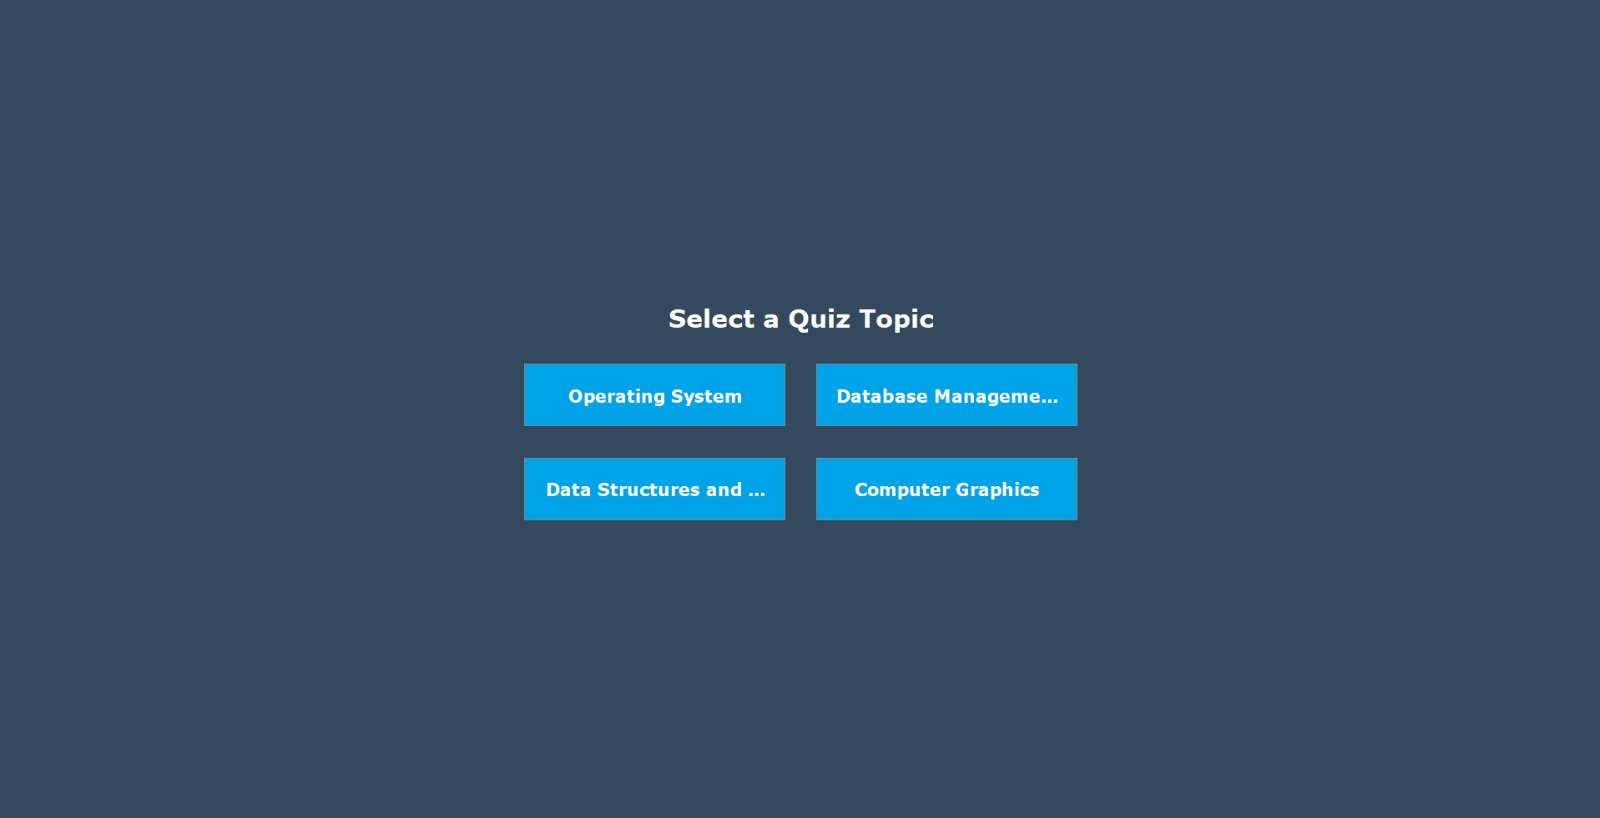 Select a Quiz Topic
Operating System
Database Manageme...
Data Structures and ...
Computer Graphics